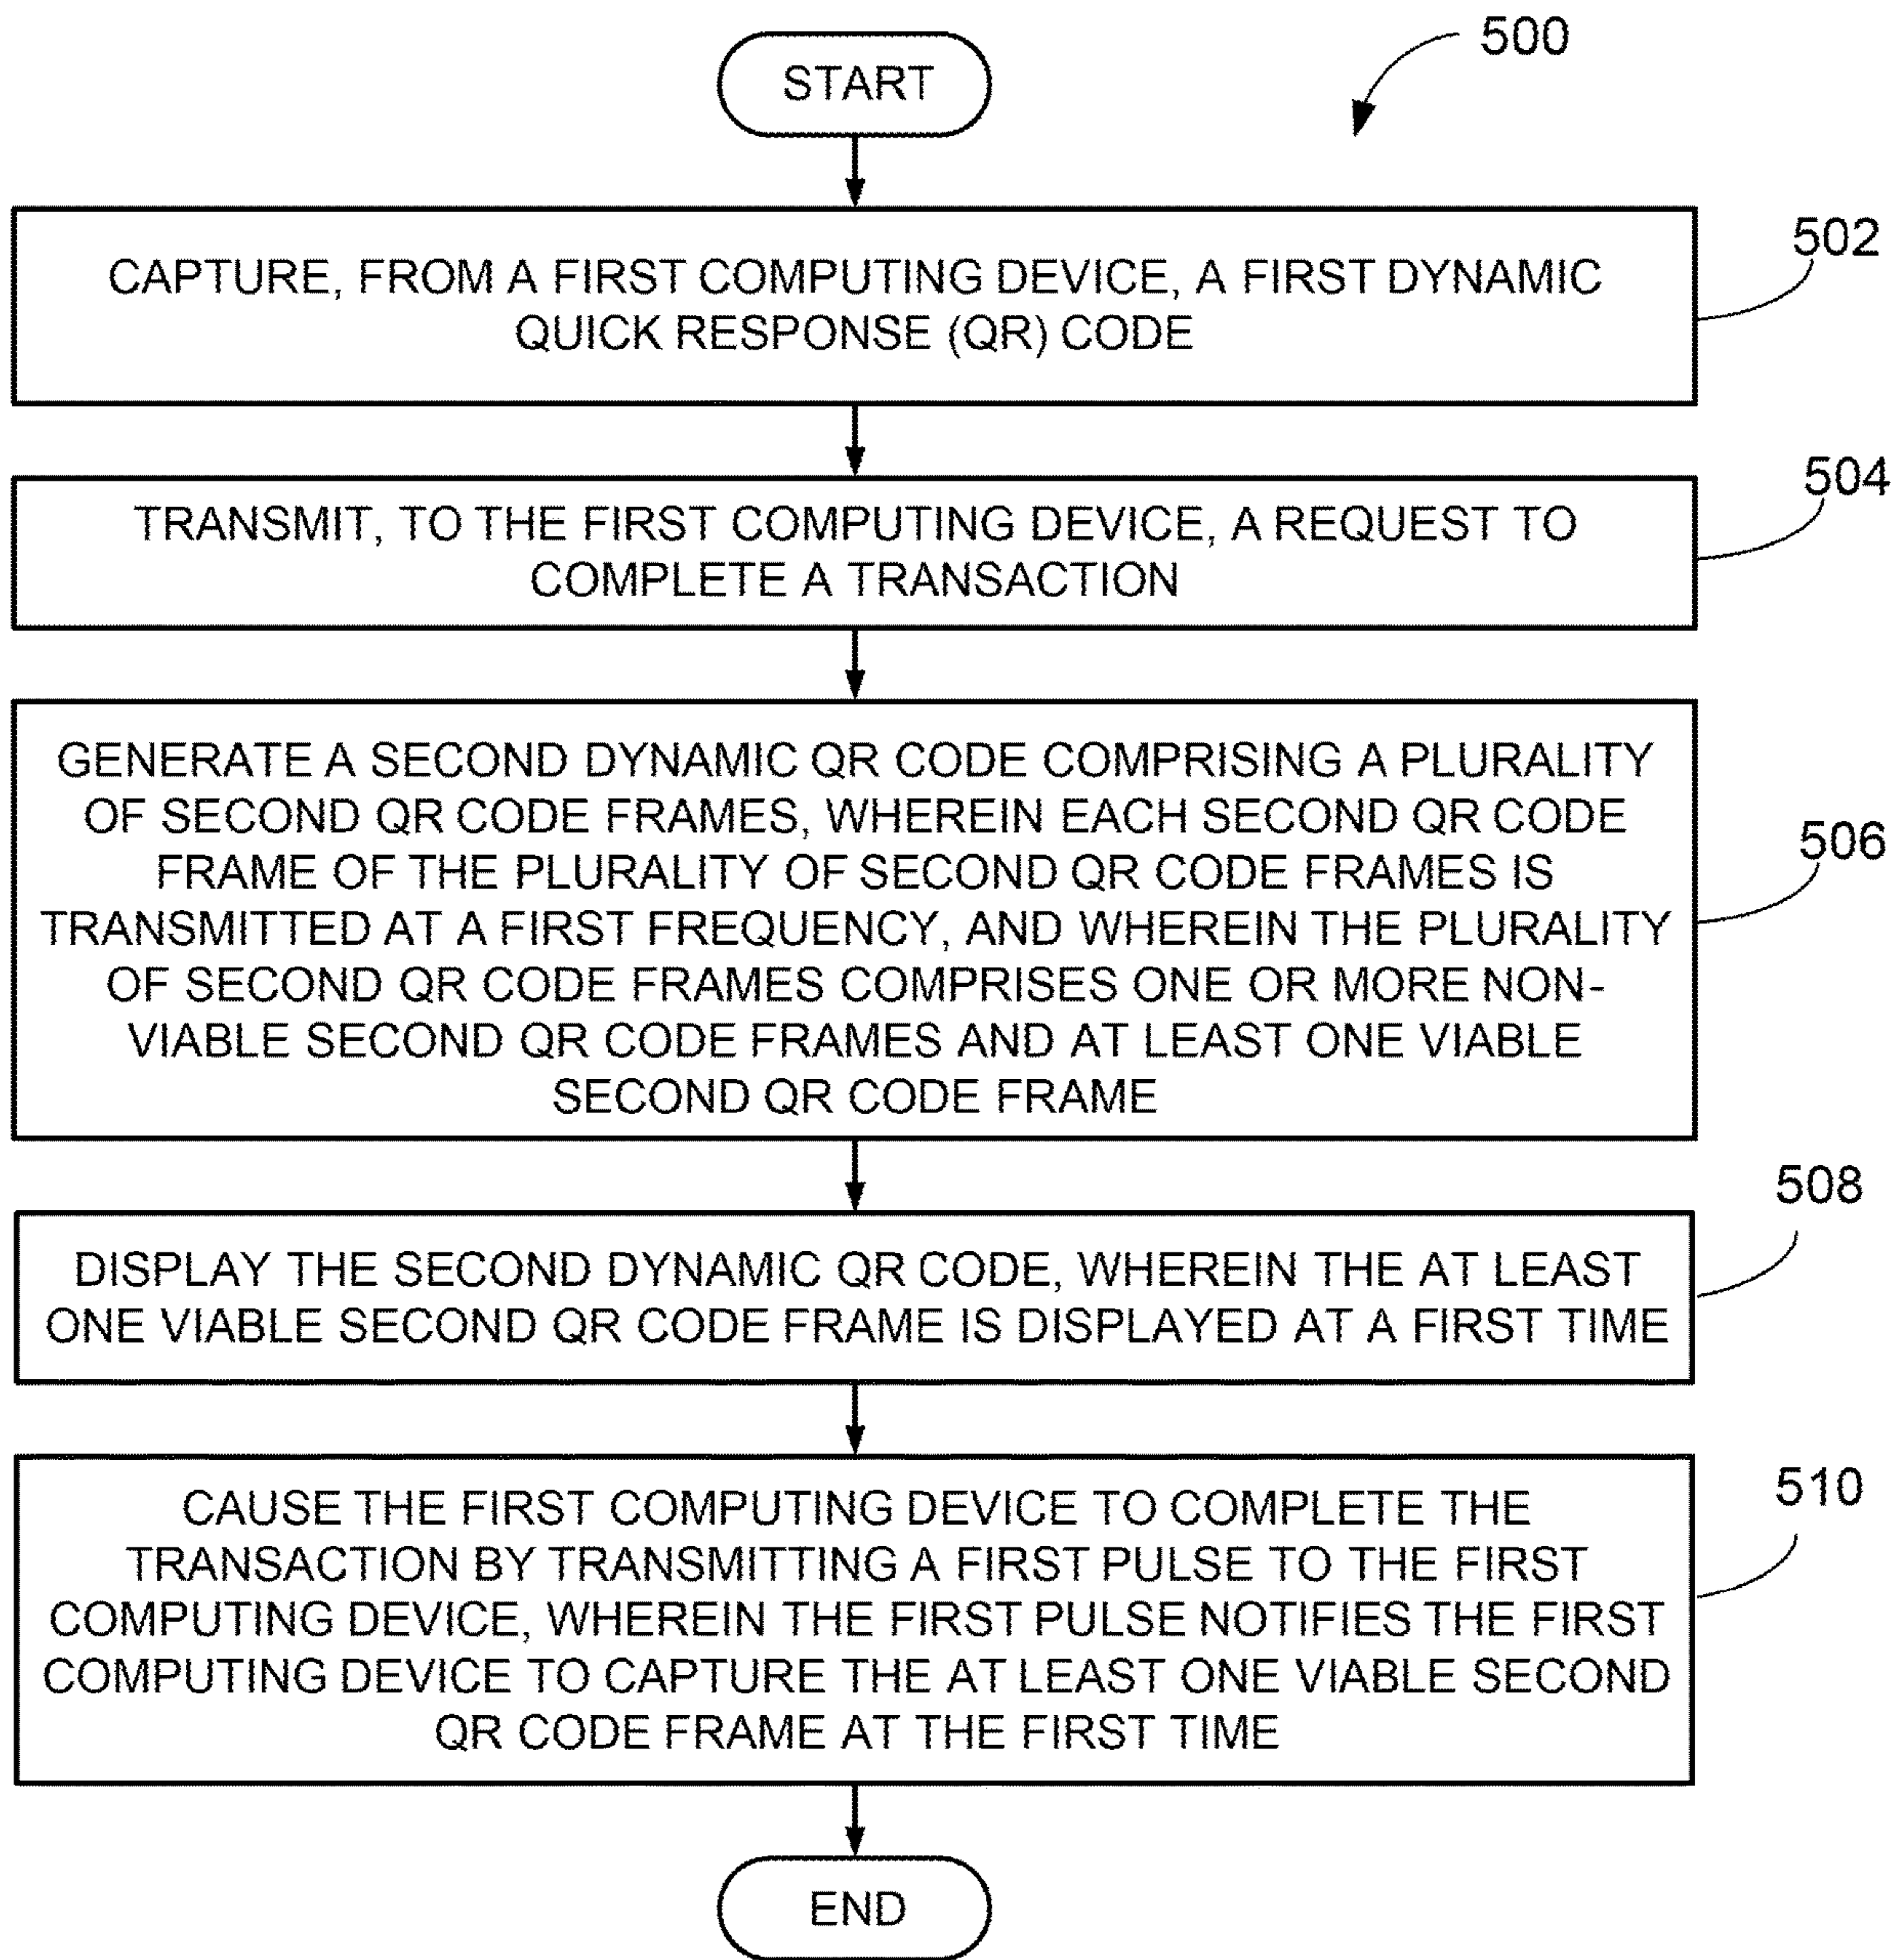 500
START
502
CAPTURE, FROM A FIRST COMPUTING DEVICE, A FIRST DYNAMIC
QUICK RESPONSE (QR) CODE
504
TRANSMIT, TO THE FIRST COMPUTING DEVICE, A REQUEST TO
COMPLETE A TRANSACTION
GENERATE A SECOND DYNAMIC QR CODE COMPRISING A PLURALITY
OF SECOND QR CODE FRAMES, WHEREIN EACH SECOND QR CODE
506
FRAME OF THE PLURALITY OF SECOND QR CODE FRAMES IS
TRANSMITTED AT A FIRST FREQUENCY, AND WHEREIN THE PLURALITY
OF SECOND QR CODE FRAMES COMPRISES ONE OR MORE NON-
VIABLE SECOND QR CODE FRAMES AND AT LEAST ONE VIABLE
SECOND QR CODE FRAME
508
DISPLAY THE SECOND DYNAMIC QR CODE, WHEREIN THE AT LEAST
ONE VIABLE SECOND QR CODE FRAME IS DISPLAYED AT A FIRST TIME
510
CAUSE THE FIRST COMPUTING DEVICE TO COMPLETE THE
TRANSACTION BY TRANSMITTING A FIRST PULSE TO THE FIRST
COMPUTING DEVICE, WHEREIN THE FIRST PULSE NOTIFIES THE FIRST
COMPUTING DEVICE TO CAPTURE THE AT LEAST ONE VIABLE SECOND
QR CODE FRAME AT THE FIRST TIME
END